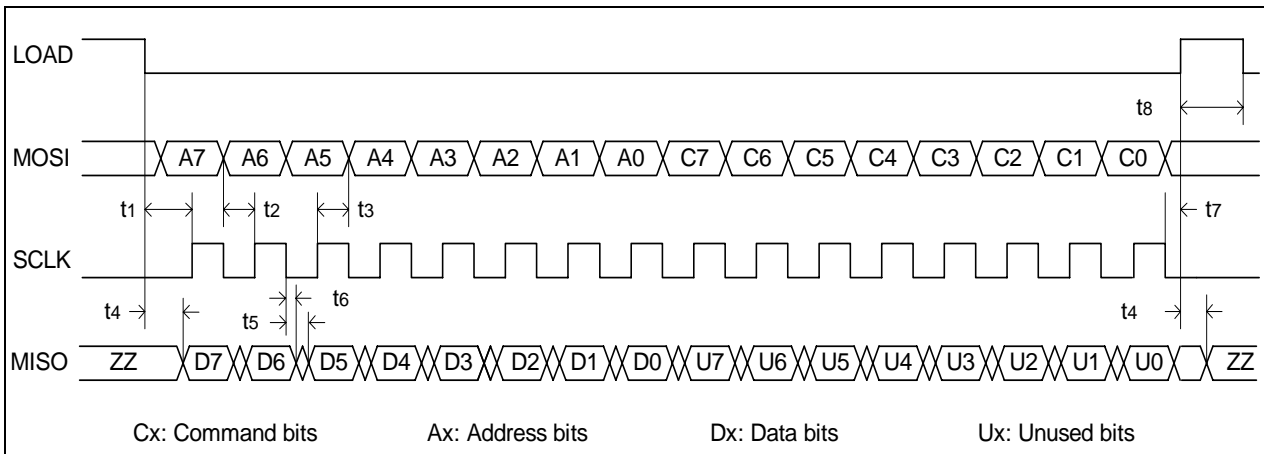 LOAD
t8
MOSI A7 A6 A5 A4 A3 A2 A1 A0 C7 C6 C5 C4 C3 C2 C1 C0
t1 t2 t3 t7
SCLK
t4 t5 t6 t4
MISO ZZ D7 D6 D5 D4 D3 D2 D1 D0 U7 U6 U5 U4 U3 U2 U1 U0 ZZ
Cx: Command bits Ax: Address bits Dx: Data bits Ux: Unused bits